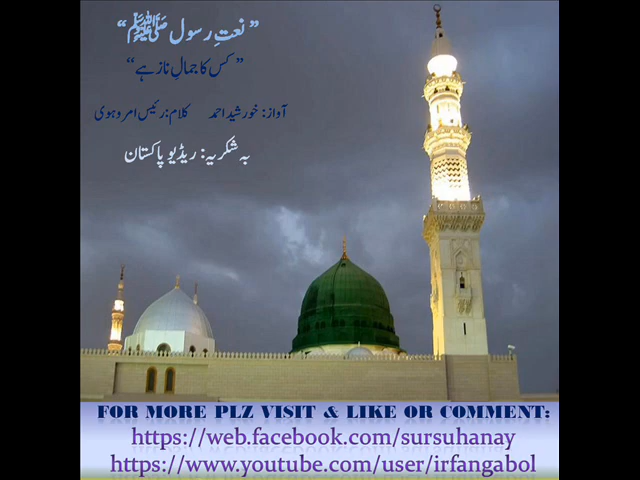 ” نعتِ رسول ﷺ “
” کس کا جمالِ ناز ہے “
آواز: خورشید احمد کلام: رئیس امروہوی
بہ شکریہ: ریڈیو پاکستان
FOR MORE PLZ VISIT & LIKE OR COMMENT:
https://web.facebook.com/sursuhanay
https://www.youtube.com/user/irfangabol